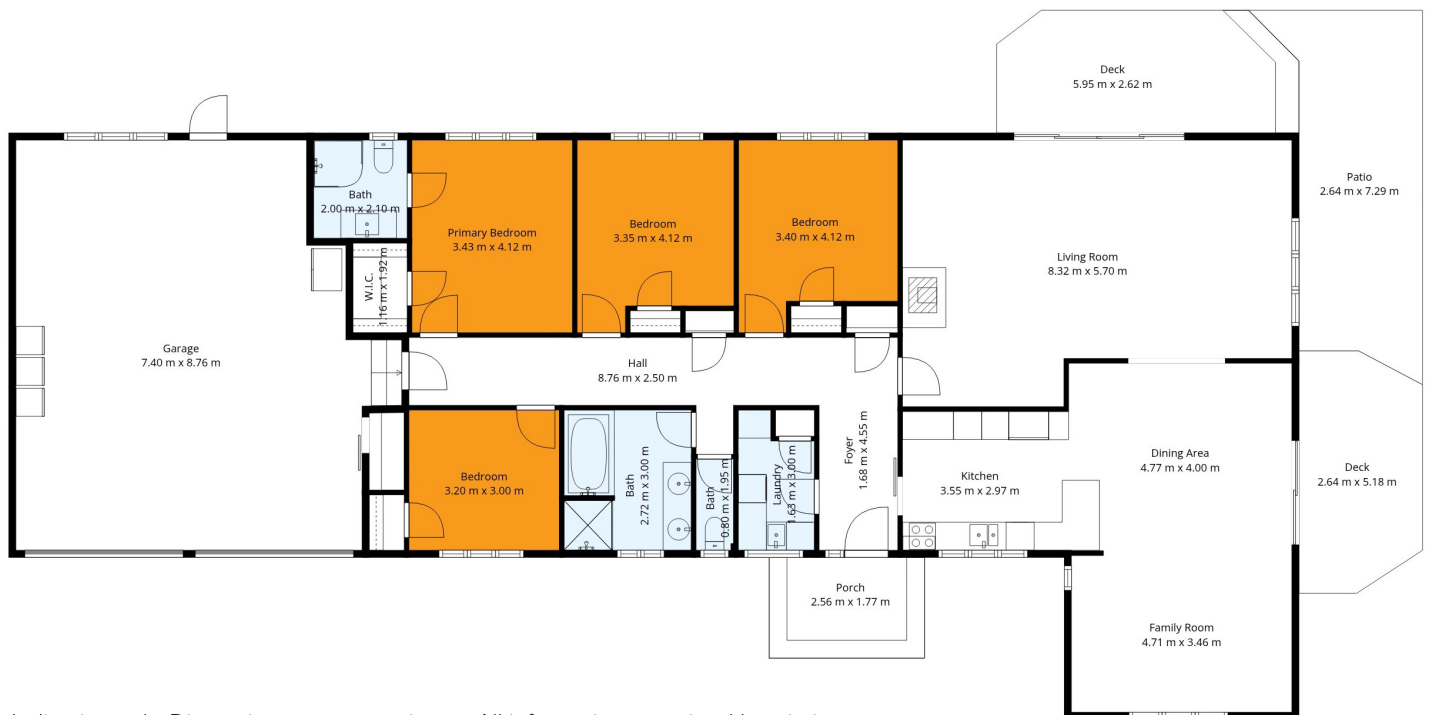 Deck
5.95 m x 2.62 m
Patio
2.64 m x 7.29 m
Bath
2.00 m x 2.10 m
Primary Bedroom
3.43 m x 4.12 m
Bedroom
3.35 m x 4.12 m
Bedroom
3.40 m x 4.12 m
Living Room
8.32 m x 5.70 m
W.I.C.
1.16 m x 1.92 m
Garage
7.40 m x 8.76 m
Hall
8.76 m x 2.50 m
Foyer
1.68 m x 4.55 m
Dining Area
4.77 m x 4.00 m
Deck
2.64 m x 5.18 m
Bedroom
3.20 m x 3.00 m
Bath
2.72 m x 3.00 m
Bath
0.80 m x 1.95 m
Laundry
1.63 m x 3.00 m
Kitchen
3.55 m x 2.97 m
Porch
2.56 m x 1.77 m
Family Room
4.71 m x 3.46 m